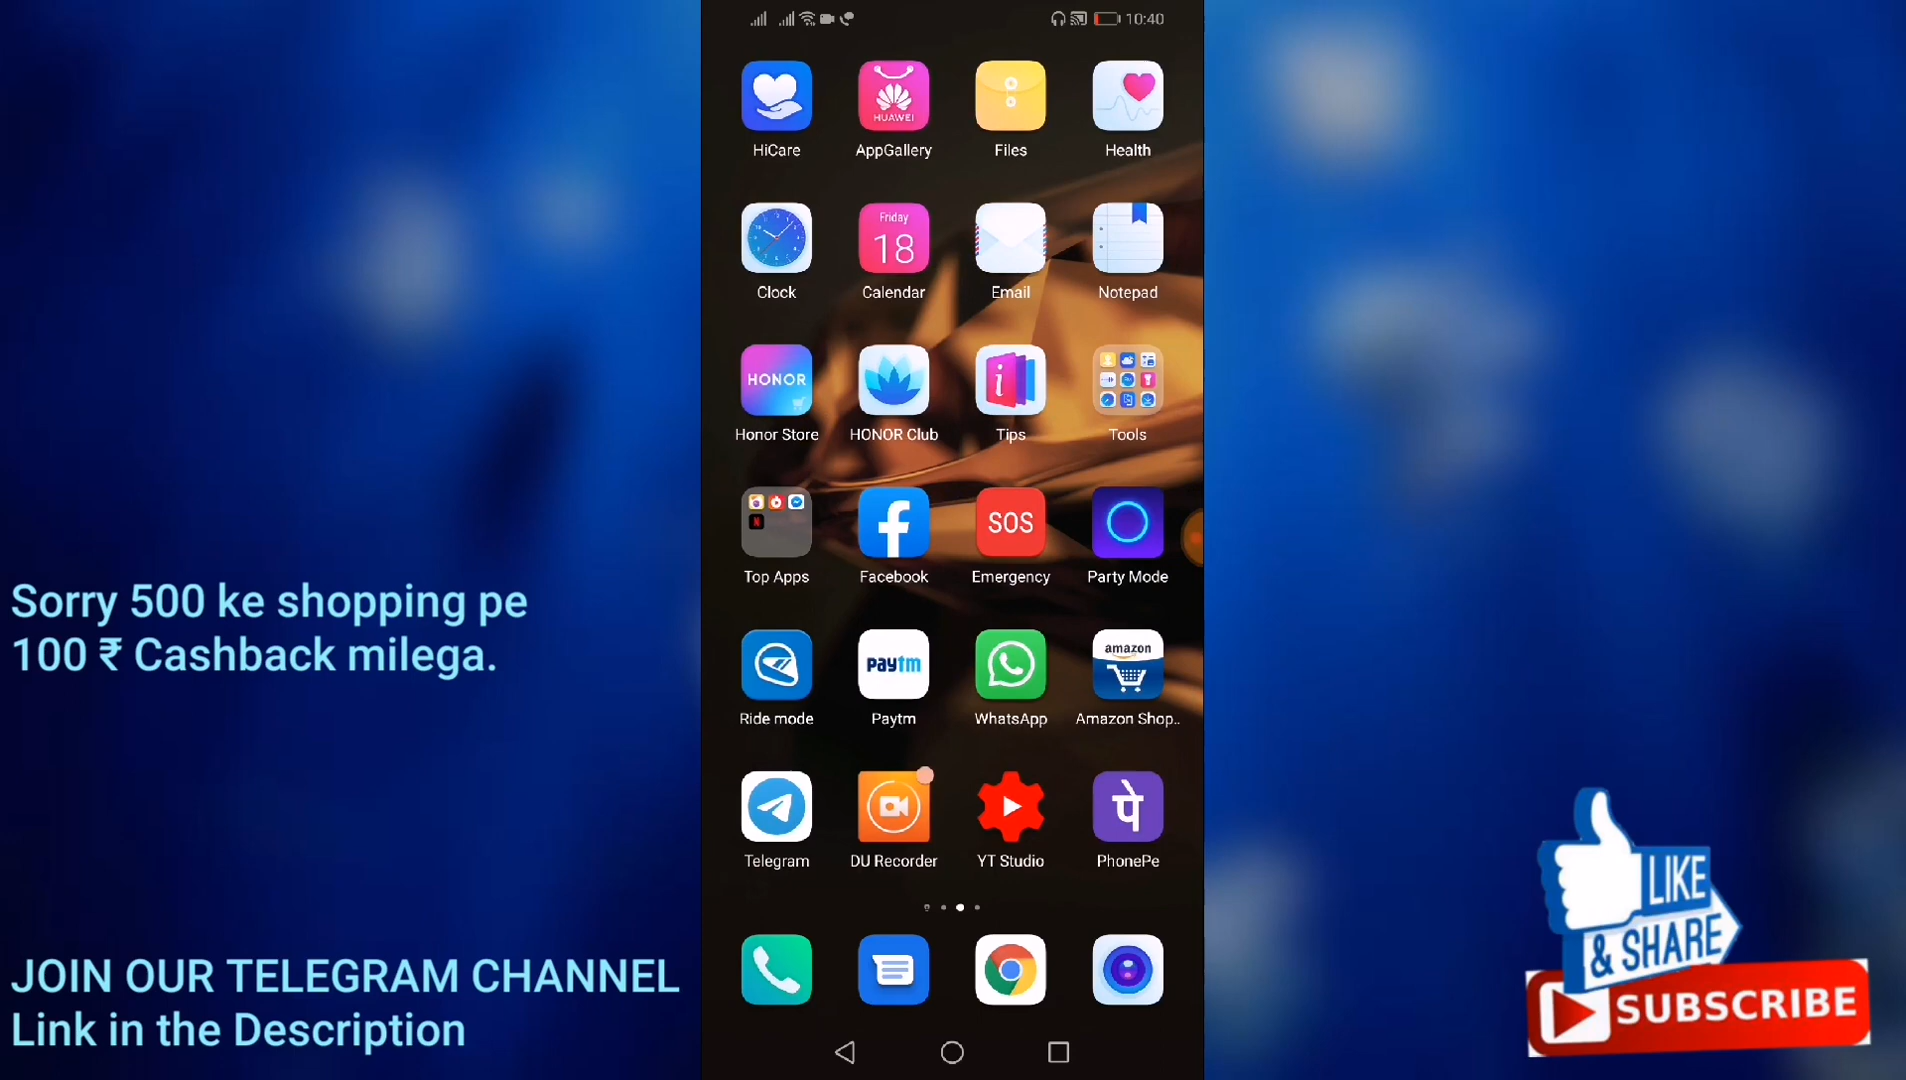 10:40
HUAWEI
HiCare
AppGallery
Files
Health
Friday
18
Clock
Calendar
Email
Notepad
HONOR
i
Honor Store
HONOR Club
Tips
Tools
f
SOS
Top Apps
Facebook
Emergency
Party Mode
Sorry 500 ke shopping pe
100 ₹ Cashback milega.
Paytm
amazon
Ride mode
Paytm
WhatsApp
Amazon Shop..
पे
Telegram
DU Recorder
YT Studio
PhonePe
JOIN OUR TELEGRAM CHANNEL
Link in the Description
LIKE
& SHARE
SUBSCRIBE